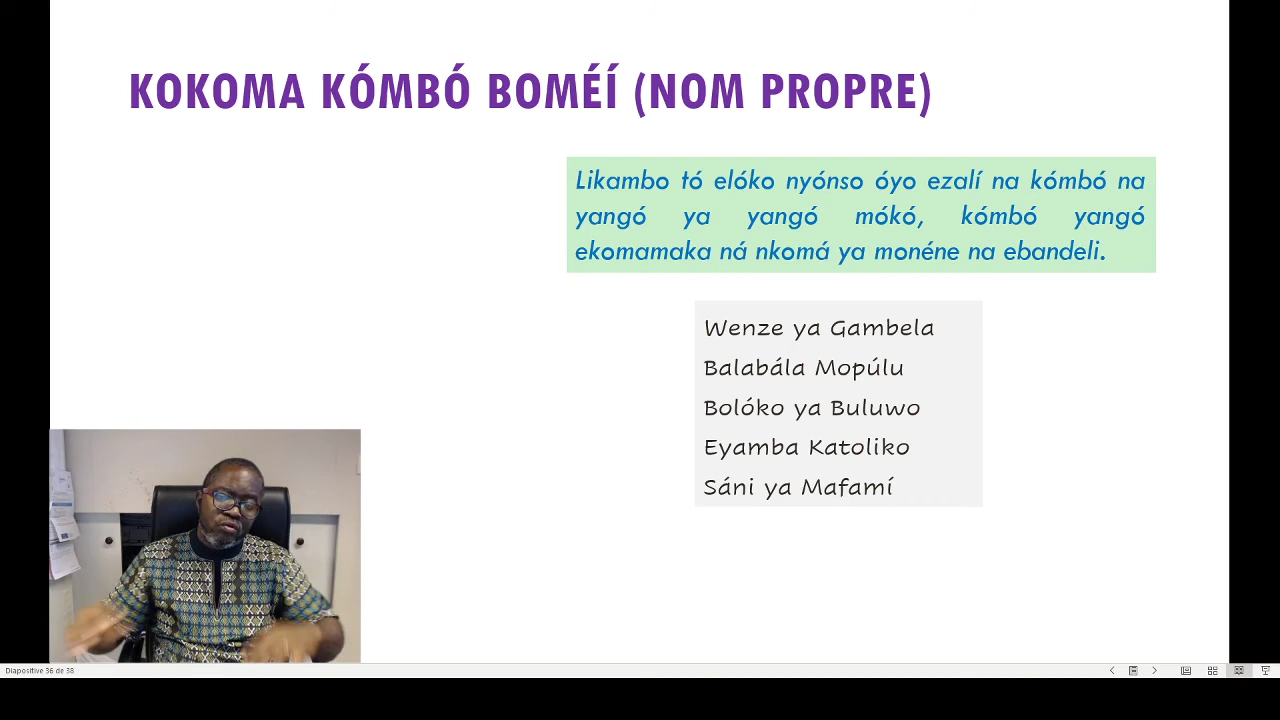 KOKOMA KÓMBÓ BOMÉÍ (NOM PROPRE)
Likambo tó elóko nyónso óyo ezalí na kómbó na
yangó ya yangó mókó, kómbó yangó
ekomamaka ná nkomá ya monéne na ebandeli.
Wenze ya Gambela
Balabála Mopúlu
Bolóko ya Buluwo
Eyamba Katoliko
Sáni ya Mafamí
Diapositive 36 de 38